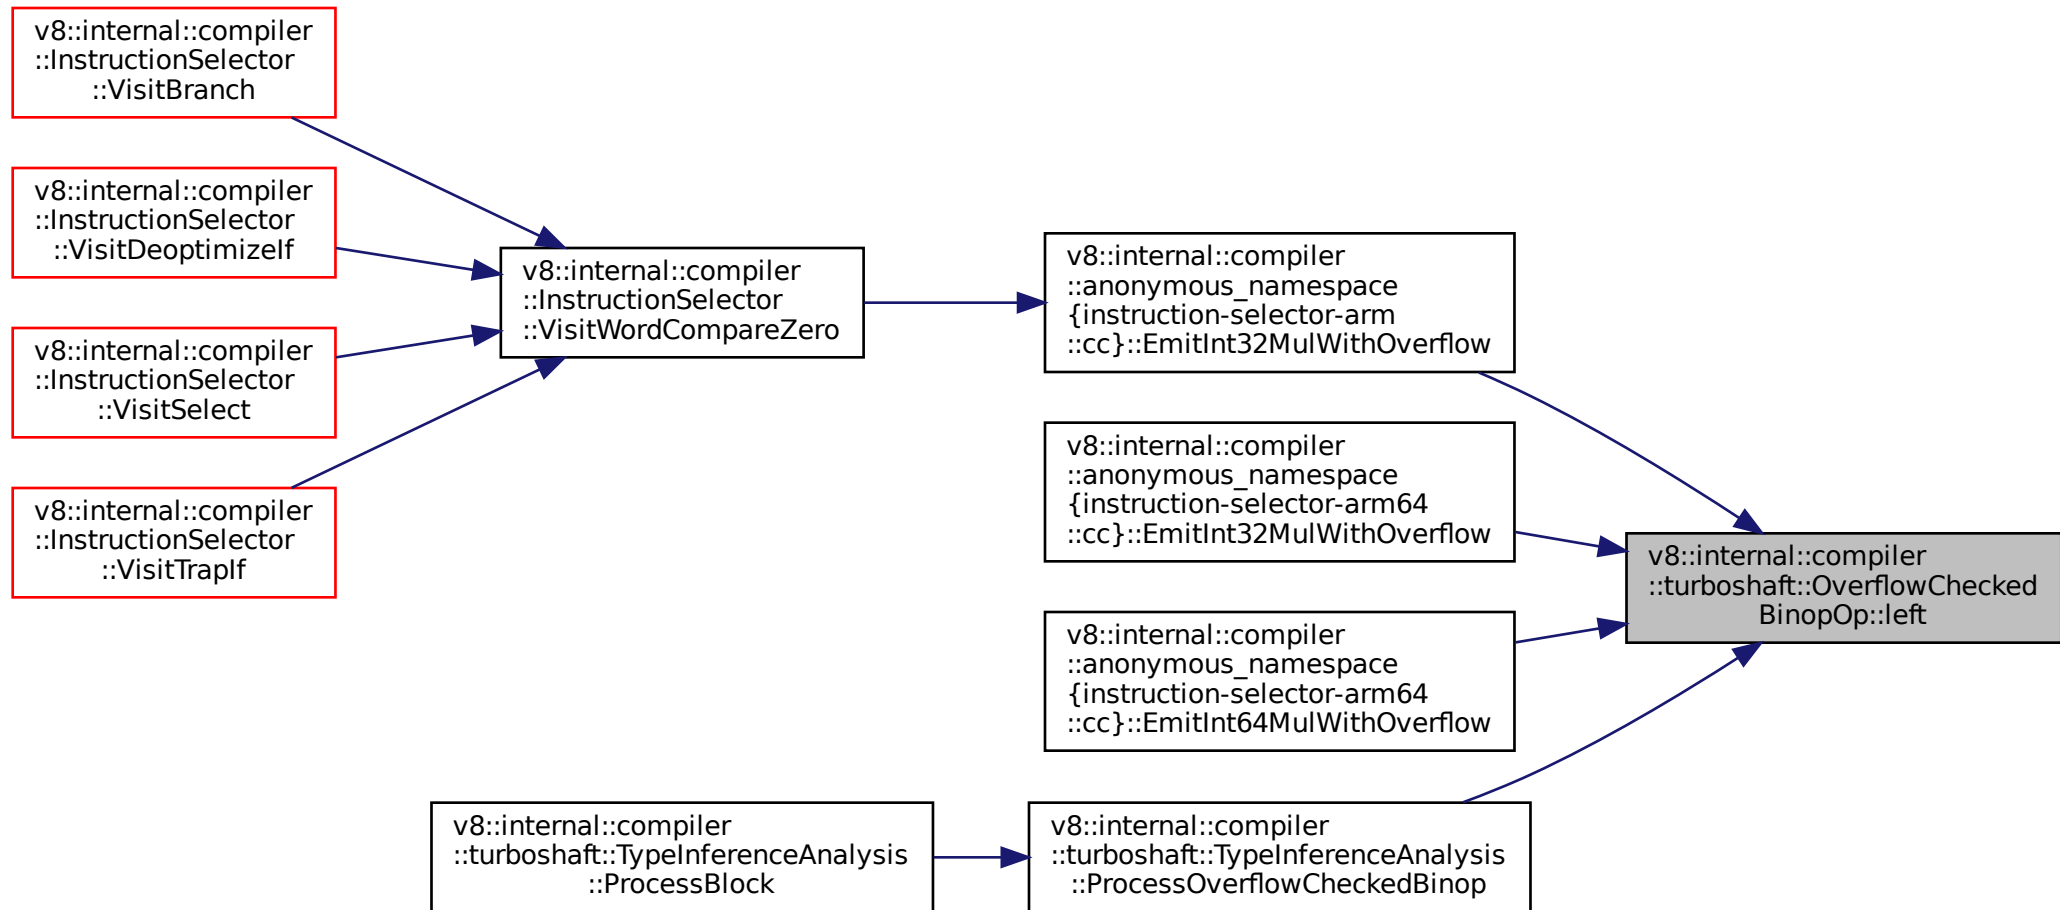 v8::internal::compiler
::InstructionSelector
::VisitBranch
v8::internal::compiler
::InstructionSelector
::VisitDeoptimizeIf
v8::internal::compiler
::InstructionSelector
::VisitSelect
v8::internal::compiler
::InstructionSelector
::VisitTrapIf
v8::internal::compiler
::InstructionSelector
::VisitWordCompareZero
v8::internal::compiler
::anonymous_namespace
{instruction-selector-arm
::cc}::EmitInt32MulWithOverflow
v8::internal::compiler
::anonymous_namespace
{instruction-selector-arm64
::cc}::EmitInt32MulWithOverflow
v8::internal::compiler
::anonymous_namespace
{instruction-selector-arm64
::cc}::EmitInt64MulWithOverflow
v8::internal::compiler
::turboshaft::OverflowChecked
BinopOp::left
v8::internal::compiler
::turboshaft::TypeInferenceAnalysis
::ProcessBlock
v8::internal::compiler
::turboshaft::TypeInferenceAnalysis
::ProcessOverflowCheckedBinop